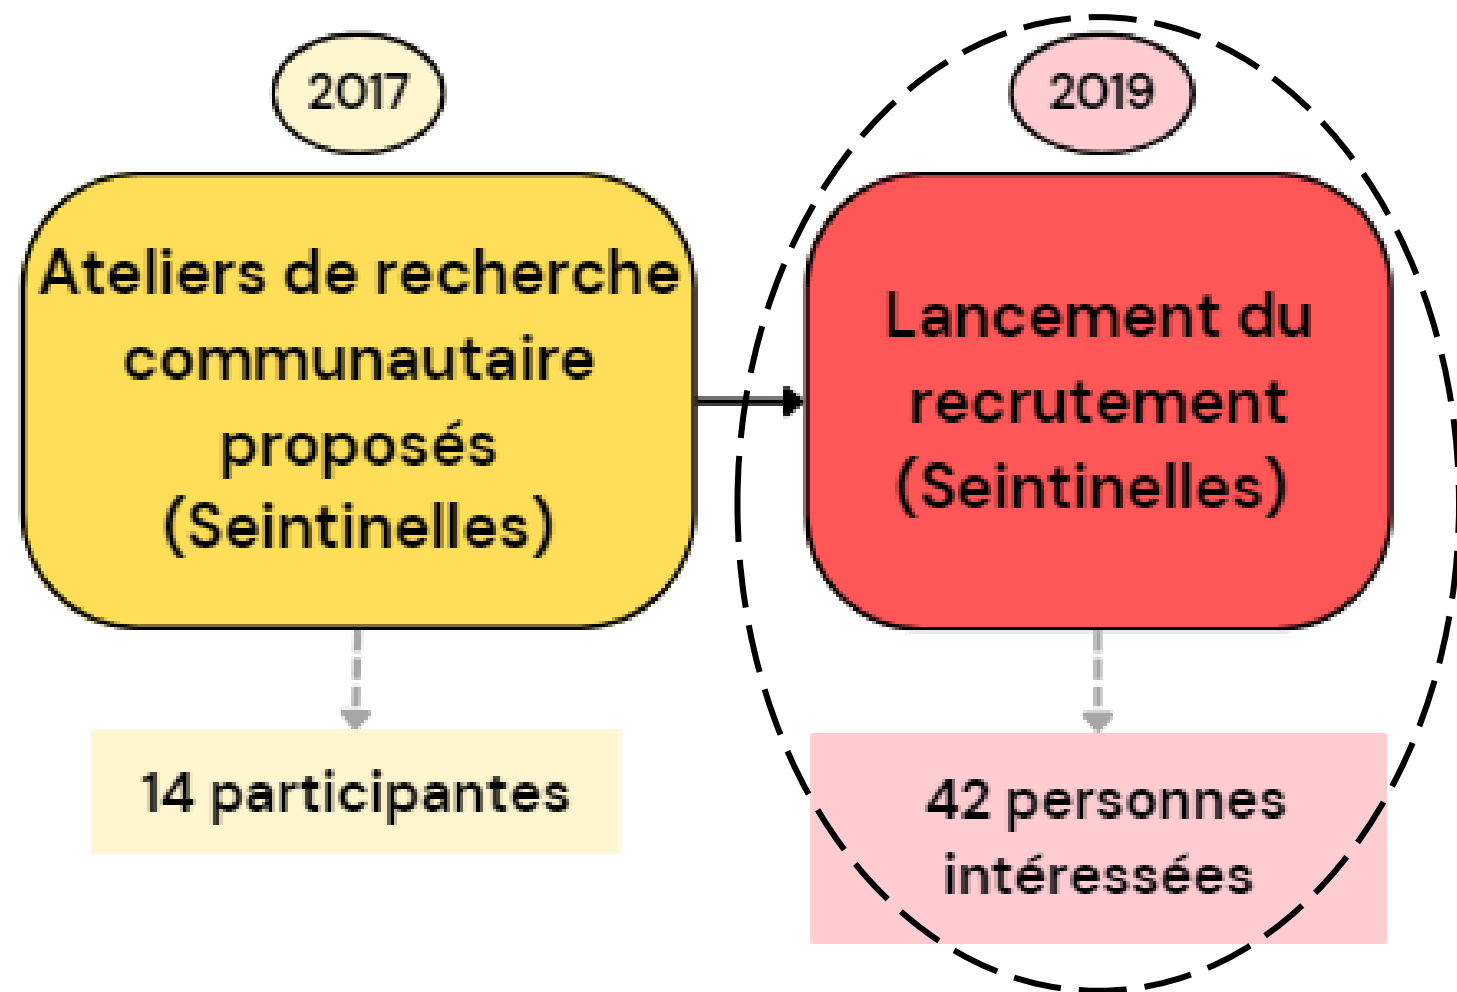 2017
Ateliers de recherche
communautaire
proposés
(Seintinelles)
14 participantes
2019
Lancement du
recrutement
(Seintinelles)
42 personnes
intéressées